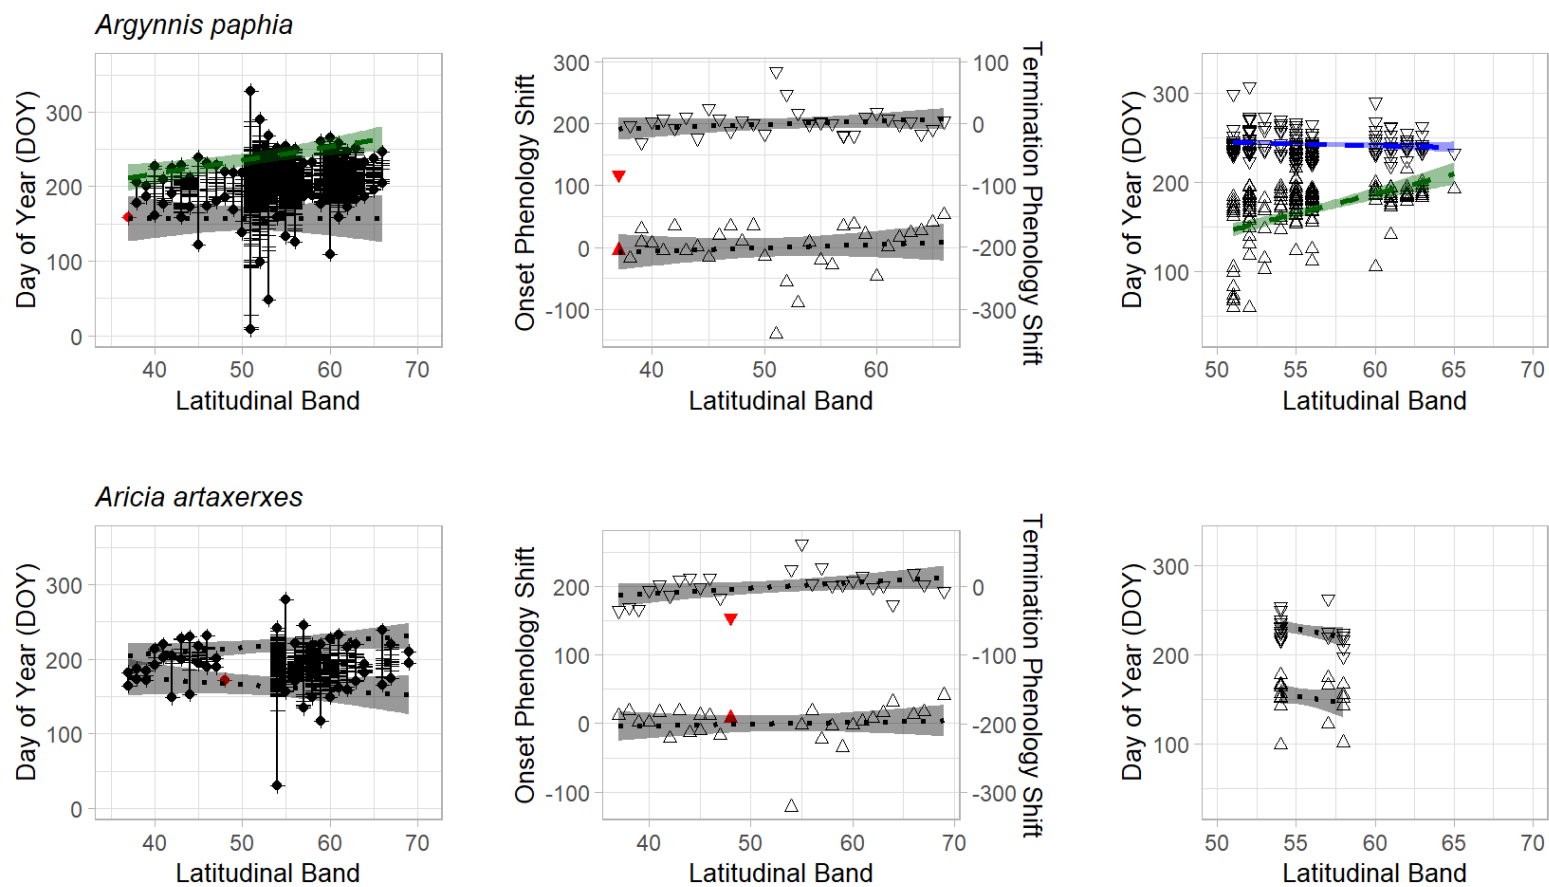 Argynnis paphia
Day of Year (DOY)
300
200
100
0
40 50 60 70
Latitudinal Band
Onset Phenology Shift
300
200
100
0
-100
100
0
-100
-200
-300
Termination Phenology Shift
40 50 60
Latitudinal Band
Day of Year (DOY)
300
200
100
50 55 60 65 70
Latitudinal Band
Aricia artaxerxes
Day of Year (DOY)
300
200
100
0
40 50 60 70
Latitudinal Band
Onset Phenology Shift
200
100
0
-100
0
-100
-200
-300
Termination Phenology Shift
40 50 60 70
Latitudinal Band
Day of Year (DOY)
300
200
100
50 55 60 65 70
Latitudinal Band